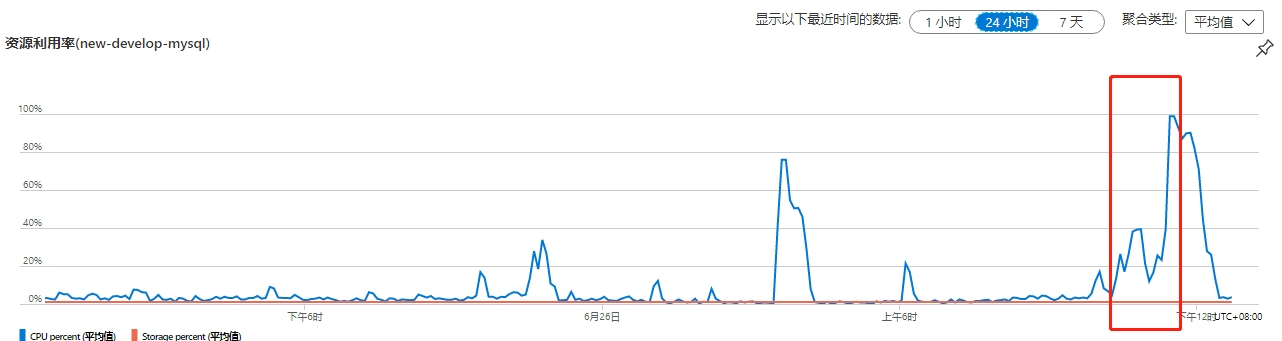 显示以下最近时间的数据: 1 小时 24 小时 7 天 聚合类型: 平均值
资源利用率(new-develop-mysql)
100%
80%
60%
40%
20%
0%
下午6时 6月26日 上午6时 下午12时 UTC+08:00
CPU percent (平均值) Storage percent (平均值)